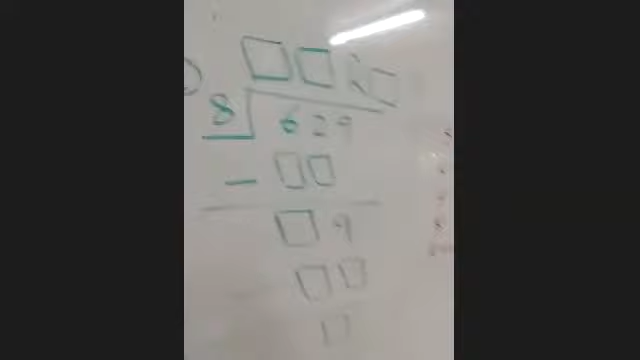 □ □ R □
8 629
− □ □
□ 9
□ □
□